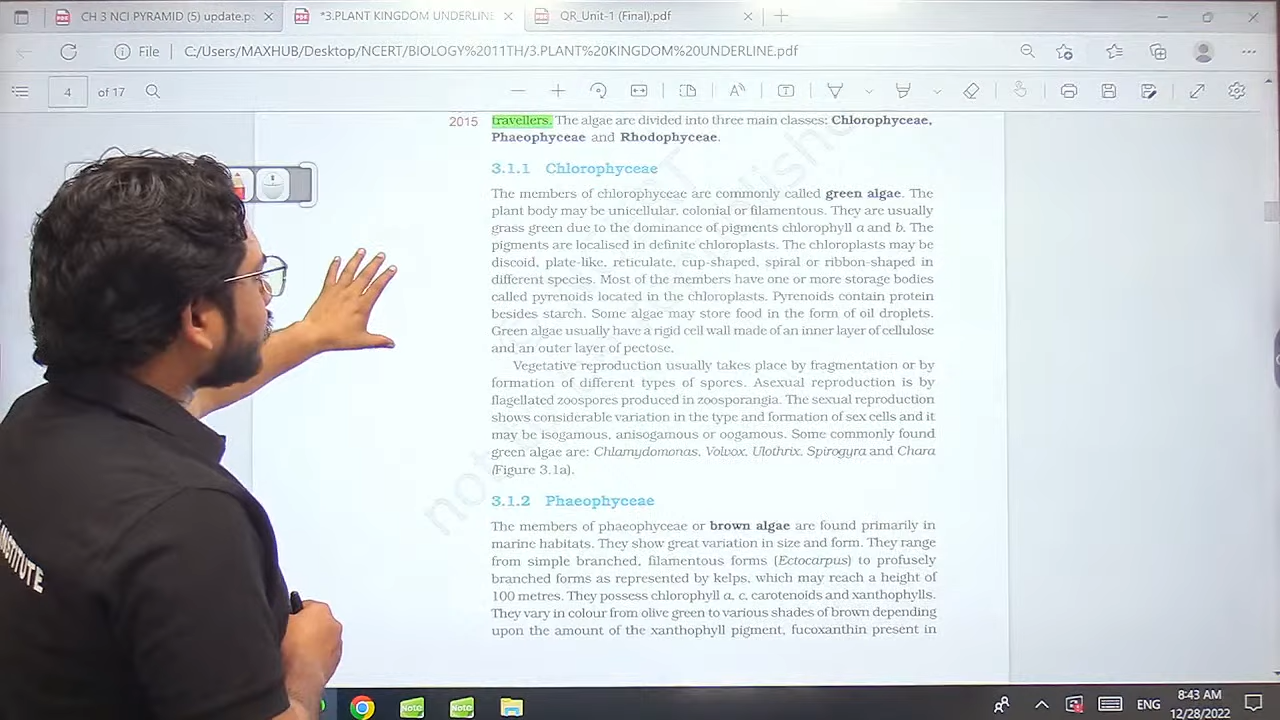 CH 3 NCI PYRAMID (5) update.p
*3.PLANT KINGDOM UNDERLINE
QR_Unit-1 (Final).pdf
File
C:/Users/MAXHUB/Desktop/NCERT/BIOLOGY%2011TH/3.PLANT%20KINGDOM%20UNDERLINE.pdf
4 of 17
2015 travellers. The algae are divided into three main classes: Chlorophyceae,
Phaeophyceae and Rhodophyceae.
3.1.1 Chlorophyceae
The members of chlorophyceae are commonly called green algae. The
plant body may be unicellular, colonial or filamentous. They are usually
grass green due to the dominance of pigments chlorophyll a and b. The
pigments are localised in definite chloroplasts. The chloroplasts may be
discoid, plate-like, reticulate, cup-shaped, spiral or ribbon-shaped in
different species. Most of the members have one or more storage bodies
called pyrenoids located in the chloroplasts. Pyrenoids contain protein
besides starch. Some algae may store food in the form of oil droplets.
Green algae usually have a rigid cell wall made of an inner layer of cellulose
and an outer layer of pectose.
Vegetative reproduction usually takes place by fragmentation or by
formation of different types of spores. Asexual reproduction is by
flagellated zoospores produced in zoosporangia. The sexual reproduction
shows considerable variation in the type and formation of sex cells and it
may be isogamous, anisogamous or oogamous. Some commonly found
green algae are: Chlamydomonas, Volvox, Ulothrix, Spirogyra and Chara
(Figure 3.1a).
3.1.2 Phaeophyceae
The members of phaeophyceae or brown algae are found primarily in
marine habitats. They show great variation in size and form. They range
from simple branched, filamentous forms (Ectocarpus) to profusely
branched forms as represented by kelps, which may reach a height of
100 metres. They possess chlorophyll a, c, carotenoids and xanthophylls.
They vary in colour from olive green to various shades of brown depending
upon the amount of the xanthophyll pigment, fucoxanthin present in
INSTITUTE
ENG
8:43 AM
12/28/2022